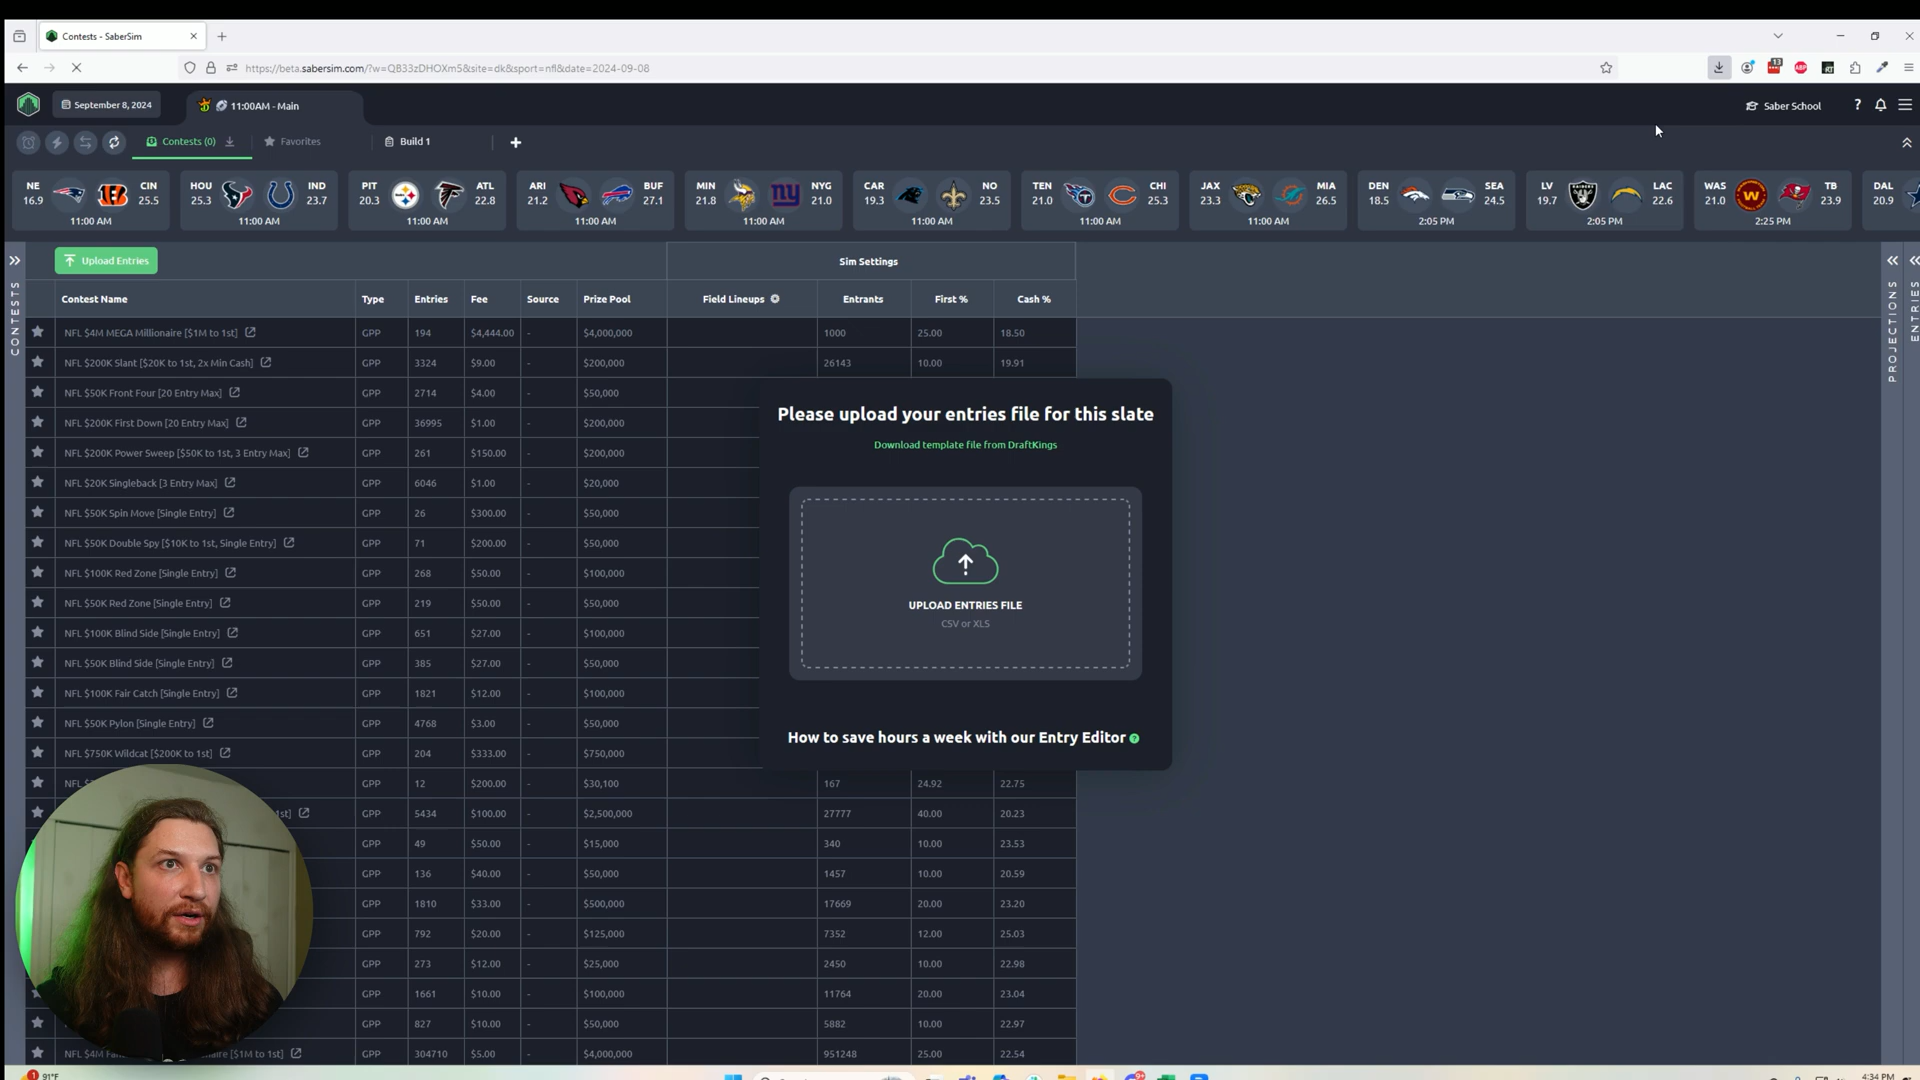 Contests - SaberSim
https://beta.sabersim.com/?w=QB33zDHOXm5&site=dk&sport=nfl&date=2024-09-08
13
ABP
September 8, 2024
11:00AM - Main
Saber School
?
Contests (0)
Favorites
Build 1
NE 16.9 CIN 25.5 11:00 AM
HOU 25.3 IND 23.7 11:00 AM
PIT 20.3 ATL 22.8 11:00 AM
ARI 21.2 BUF 27.1 11:00 AM
MIN 21.8 NYG 21.0 11:00 AM
CAR 19.3 NO 23.5 11:00 AM
TEN 21.0 CHI 25.3 11:00 AM
JAX 23.3 MIA 26.5 11:00 AM
DEN 18.5 SEA 24.5 2:05 PM
LV 19.7 LAC 22.6 2:05 PM
WAS 21.0 TB 23.9 2:25 PM
DAL 20.9
CONTESTS
Upload Entries
Sim Settings
PROJECTIONS
ENTRIES
Contest Name Type Entries Fee Source Prize Pool Field Lineups Entrants First % Cash %
NFL $4M MEGA Millionaire [$1M to 1st] GPP 194 $4,444.00 - $4,000,000 1000 25.00 18.50
NFL $200K Slant [$20K to 1st, 2x Min Cash] GPP 3324 $9.00 - $200,000 26143 10.00 19.91
NFL $50K Front Four [20 Entry Max] GPP 2714 $4.00 - $50,000
NFL $200K First Down [20 Entry Max] GPP 36995 $1.00 - $200,000
NFL $200K Power Sweep [$50K to 1st, 3 Entry Max] GPP 261 $150.00 - $200,000
NFL $20K Singleback [3 Entry Max] GPP 6046 $1.00 - $20,000
NFL $50K Spin Move [Single Entry] GPP 26 $300.00 - $50,000
NFL $50K Double Spy [$10K to 1st, Single Entry] GPP 71 $200.00 - $50,000
NFL $100K Red Zone [Single Entry] GPP 268 $50.00 - $100,000
NFL $50K Red Zone [Single Entry] GPP 219 $50.00 - $50,000
NFL $100K Blind Side [Single Entry] GPP 651 $27.00 - $100,000
NFL $50K Blind Side [Single Entry] GPP 385 $27.00 - $50,000
NFL $100K Fair Catch [Single Entry] GPP 1821 $12.00 - $100,000
NFL $50K Pylon [Single Entry] GPP 4768 $3.00 - $50,000
NFL $750K Wildcat [$200K to 1st] GPP 204 $333.00 - $750,000
NFL GPP 12 $200.00 - $30,100 167 24.92 22.75
1st] GPP 5434 $100.00 - $2,500,000 27777 40.00 20.23
GPP 49 $50.00 - $15,000 340 10.00 23.53
GPP 136 $40.00 - $50,000 1457 10.00 20.59
GPP 1810 $33.00 - $500,000 17669 20.00 23.20
GPP 792 $20.00 - $125,000 7352 12.00 25.03
GPP 273 $12.00 - $25,000 2450 10.00 22.98
GPP 1661 $10.00 - $100,000 11764 20.00 23.04
GPP 827 $10.00 - $50,000 5882 10.00 22.97
NFL $4M [$1M to 1st] GPP 304710 $5.00 - $4,000,000 951248 25.00 22.54
Please upload your entries file for this slate
Download template file from DraftKings
UPLOAD ENTRIES FILE
CSV or XLS
How to save hours a week with our Entry Editor ?
1
91°F
4:34 PM